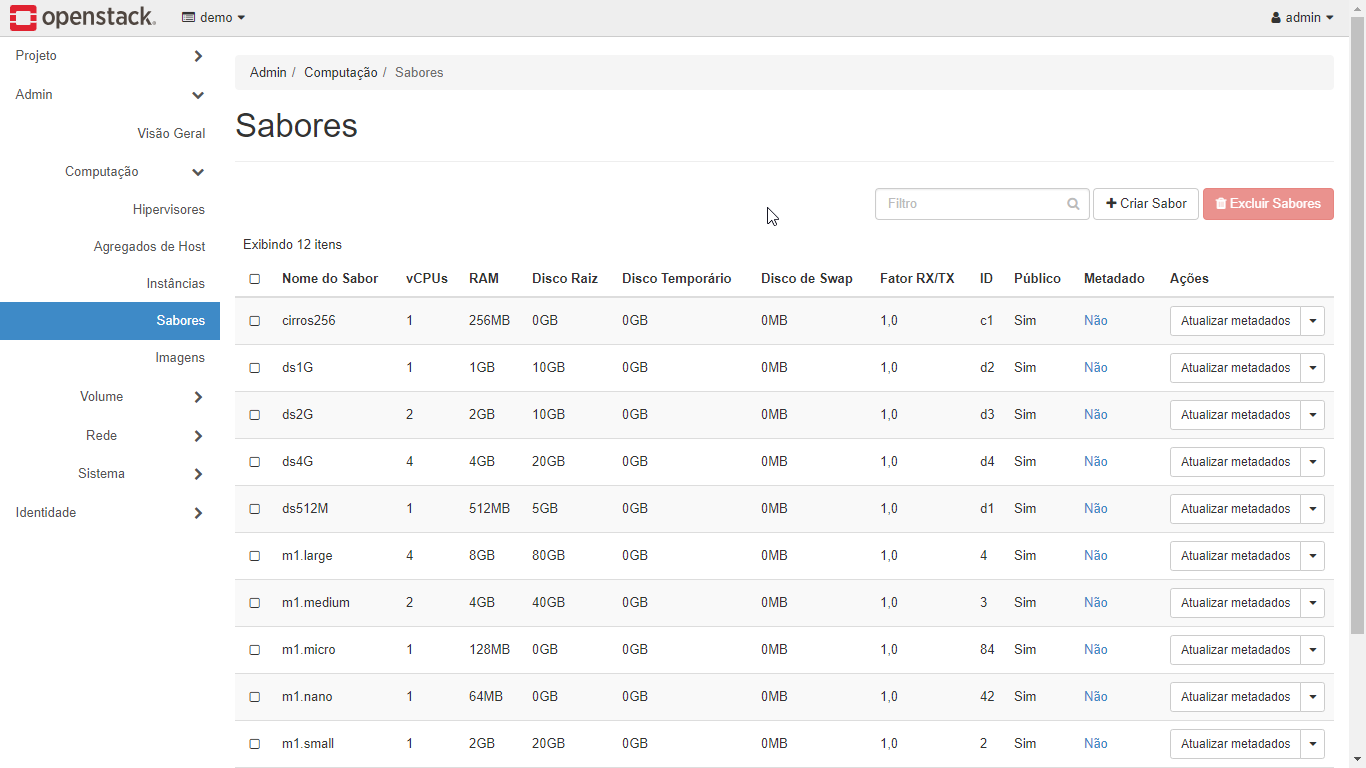 openstack. demo admin
Projeto
Admin
Visão Geral
Computação
Hipervisores
Agregados de Host
Instâncias
Sabores
Imagens
Volume
Rede
Sistema
Identidade
Admin / Computação / Sabores
Sabores
Filtro Criar Sabor Excluir Sabores
Exibindo 12 itens
Nome do Sabor vCPUs RAM Disco Raiz Disco Temporário Disco de Swap Fator RX/TX ID Público Metadado Ações
cirros256 1 256MB 0GB 0GB 0MB 1,0 c1 Sim Não Atualizar metadados
ds1G 1 1GB 10GB 0GB 0MB 1,0 d2 Sim Não Atualizar metadados
ds2G 2 2GB 10GB 0GB 0MB 1,0 d3 Sim Não Atualizar metadados
ds4G 4 4GB 20GB 0GB 0MB 1,0 d4 Sim Não Atualizar metadados
ds512M 1 512MB 5GB 0GB 0MB 1,0 d1 Sim Não Atualizar metadados
m1.large 4 8GB 80GB 0GB 0MB 1,0 4 Sim Não Atualizar metadados
m1.medium 2 4GB 40GB 0GB 0MB 1,0 3 Sim Não Atualizar metadados
m1.micro 1 128MB 0GB 0GB 0MB 1,0 84 Sim Não Atualizar metadados
m1.nano 1 64MB 0GB 0GB 0MB 1,0 42 Sim Não Atualizar metadados
m1.small 1 2GB 20GB 0GB 0MB 1,0 2 Sim Não Atualizar metadados